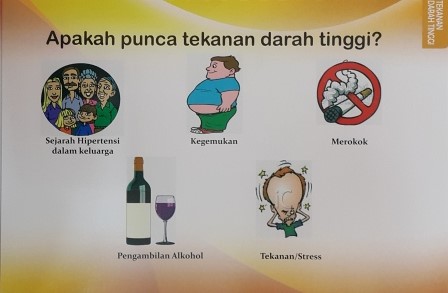 TEKANAN
DARAH TINGGI
Apakah punca tekanan darah tinggi?
Sejarah Hipertensi
dalam keluarga
Kegemukan
Merokok
Pengambilan Alkohol
Tekanan/Stress